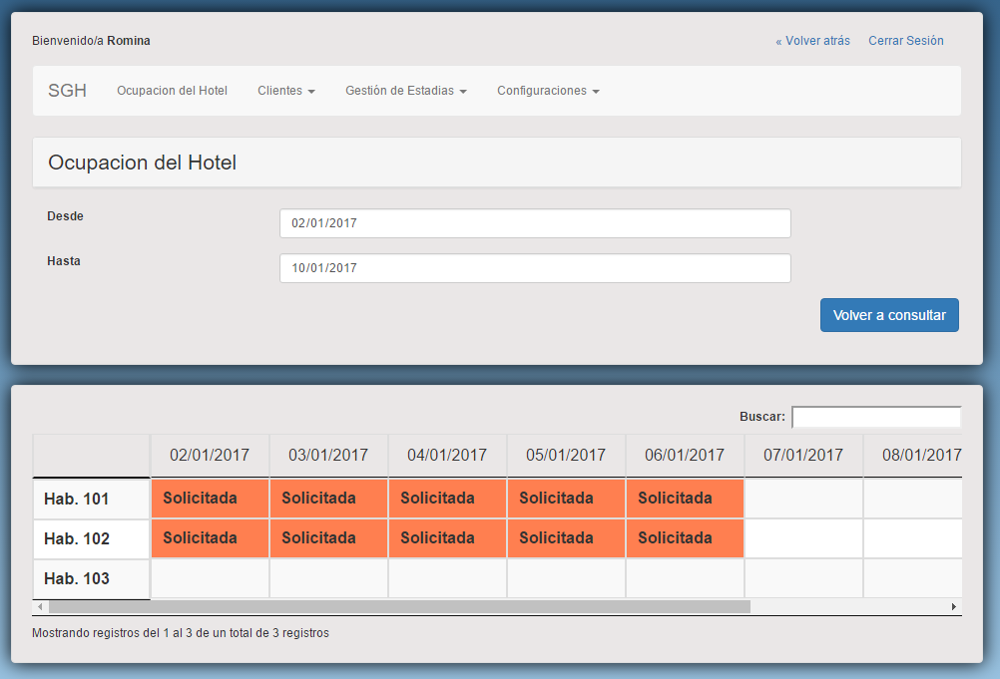 Bienvenido/a Romina
« Volver atrás Cerrar Sesión
SGH Ocupacion del Hotel Clientes Gestión de Estadias Configuraciones
Ocupacion del Hotel
Desde 02/01/2017
Hasta 10/01/2017
Volver a consultar
Buscar:
02/01/2017 03/01/2017 04/01/2017 05/01/2017 06/01/2017 07/01/2017 08/01/2017
Hab. 101 Solicitada Solicitada Solicitada Solicitada Solicitada
Hab. 102 Solicitada Solicitada Solicitada Solicitada Solicitada
Hab. 103
Mostrando registros del 1 al 3 de un total de 3 registros